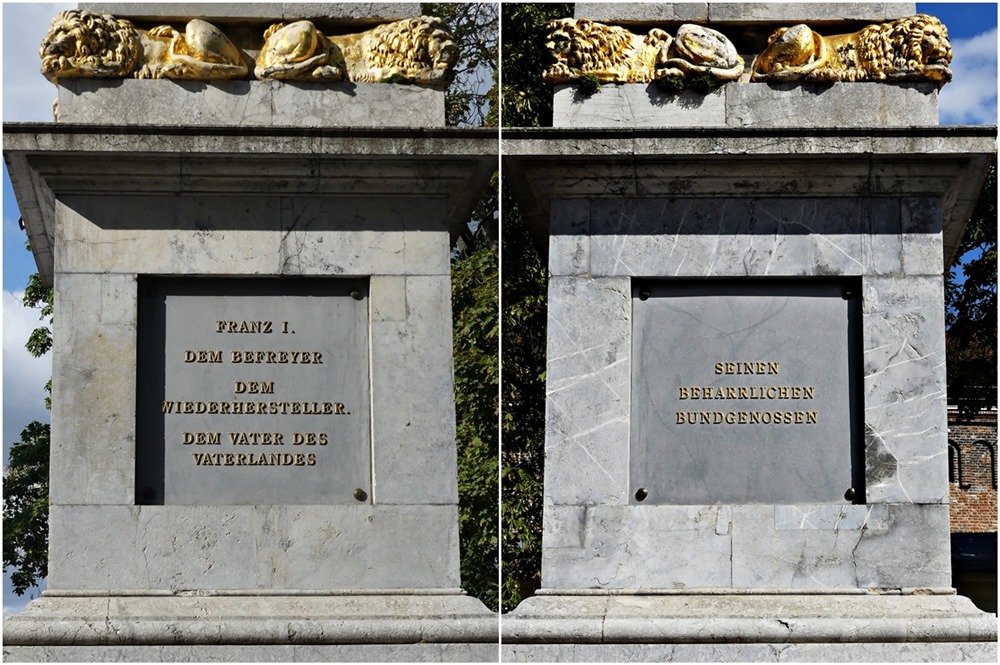 FRANZ I.
DEM BEFREYER
DEM
WIEDERHERSTELLER.
DEM VATER DES
VATERLANDES
SEINEN
BEHARRLICHEN
BUNDGENOSSEN